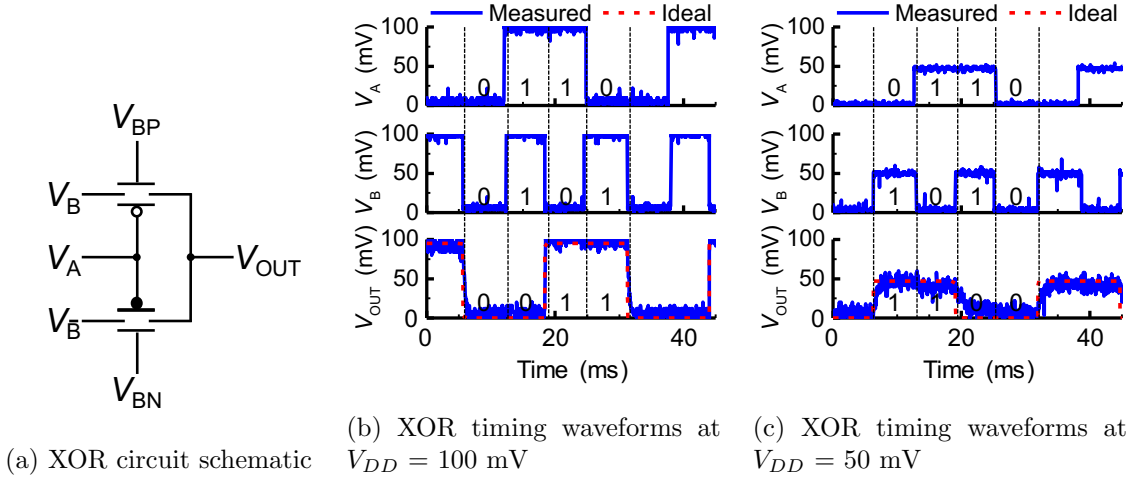 V_BP
V_B
V_A
V_OUT
V_B̄
V_BN
(a) XOR circuit schematic
Measured Ideal
V_A (mV)
100
50
0
0 1 1 0
V_B (mV)
100
50
0
0 1 0 1
V_OUT (mV)
100
50
0
0 0 1 1
0 20 40
Time (ms)
(b) XOR timing waveforms at
V_DD = 100 mV
Measured Ideal
V_A (mV)
100
50
0
0 1 1 0
V_B (mV)
100
50
0
1 0 1 0
V_OUT (mV)
100
50
0
1 1 0 0
0 20 40
Time (ms)
(c) XOR timing waveforms at
V_DD = 50 mV